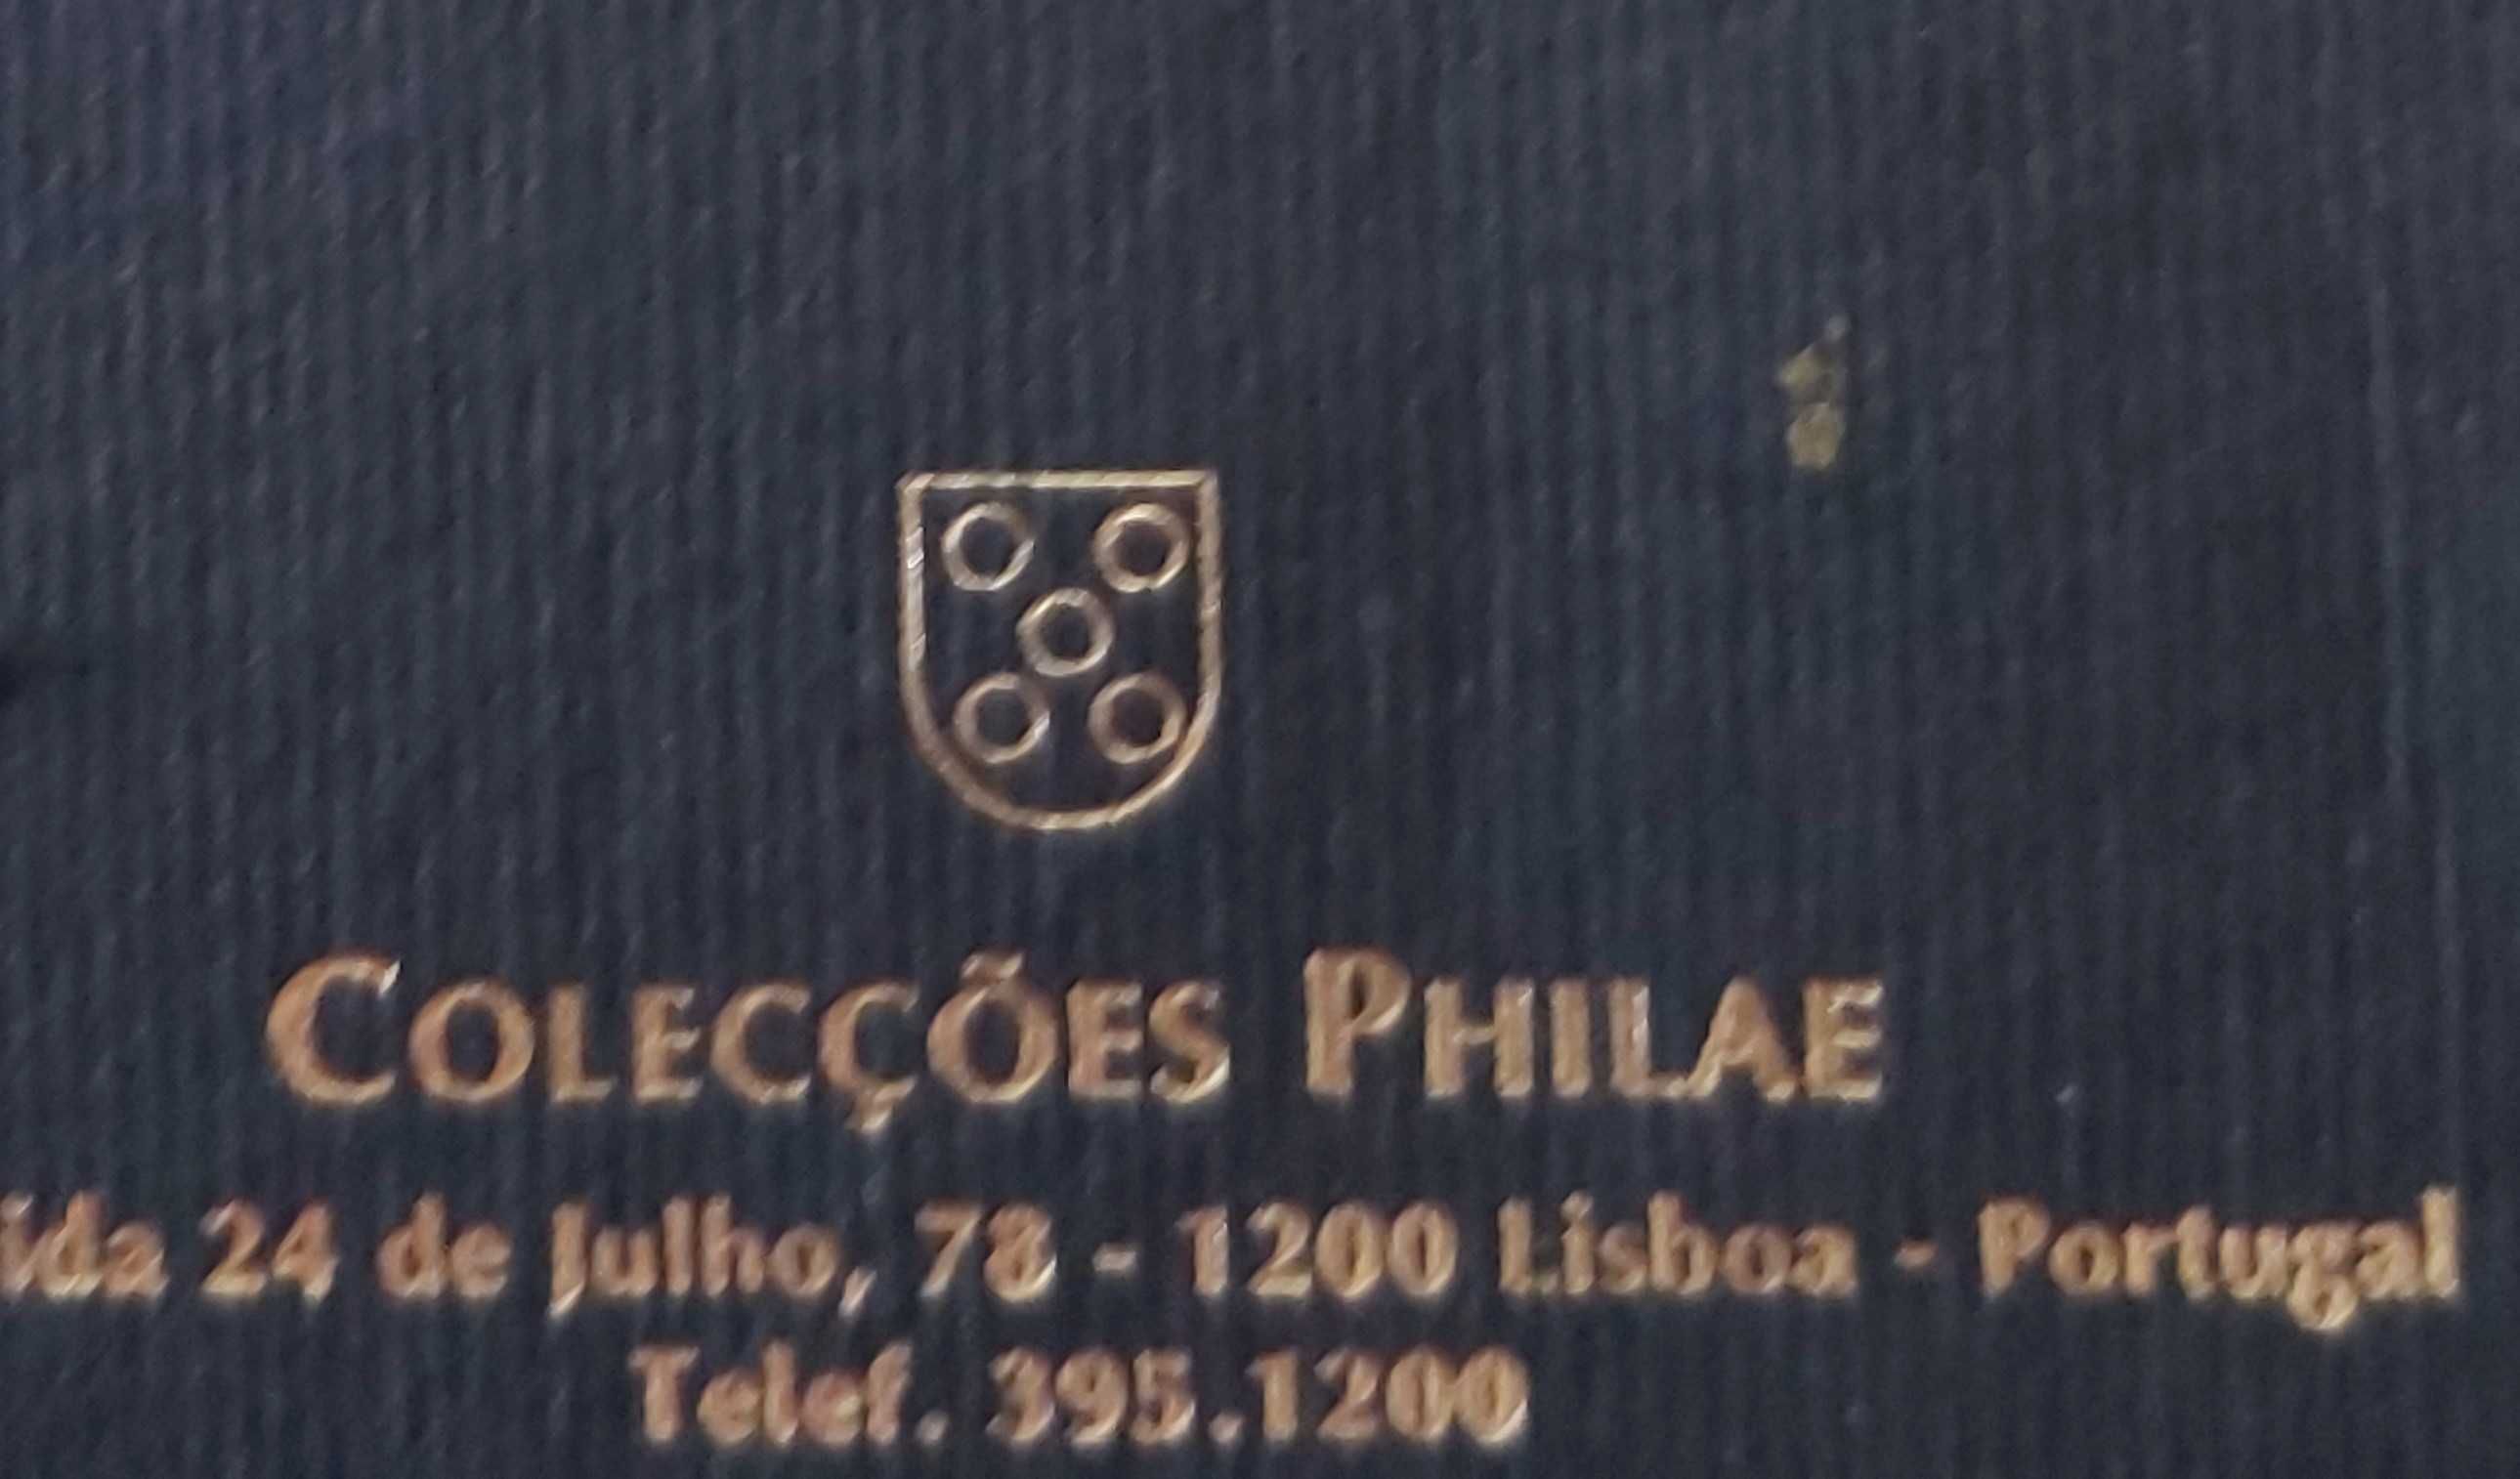 COLECÇÕES PHILAE
ida 24 de Julho, 78 - 1200 Lisboa - Portugal
Telef. 395.1200